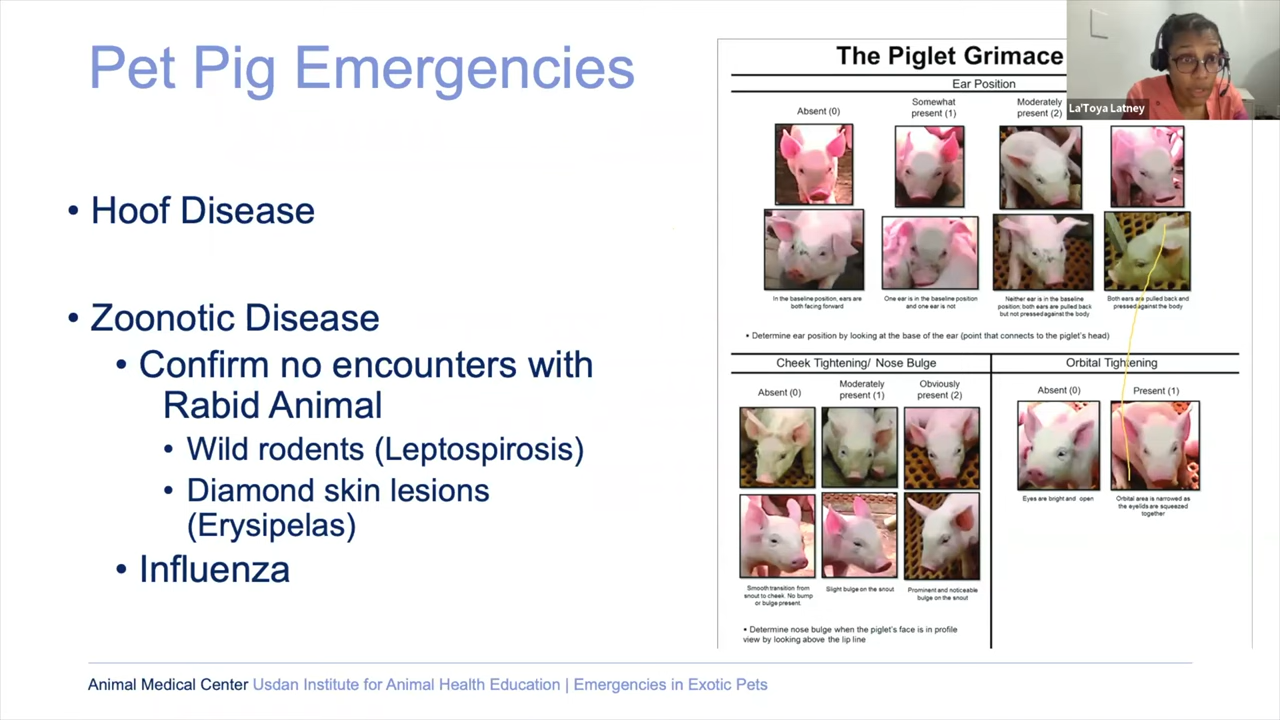 Pet Pig Emergencies
• Hoof Disease
• Zoonotic Disease
• Confirm no encounters with
Rabid Animal
• Wild rodents (Leptospirosis)
• Diamond skin lesions
(Erysipelas)
• Influenza
The Piglet Grimace
Ear Position
Absent (0)
Somewhat
present (1)
Moderately
present (2)
In the baseline position, ears are
both facing forward
One ear is in the baseline position
and one ear is not
Neither ear is in the baseline
position; both ears are pulled back
but not pressed against the body
Both ears are pulled back and
pressed against the body
• Determine ear position by looking at the base of the ear (point that connects to the piglet's head)
Cheek Tightening/ Nose Bulge
Absent (0)
Moderately
present (1)
Obviously
present (2)
Smooth transition from
snout to cheek. No bump
or bulge present.
Slight bulge on the snout.
Prominent and noticeable
bulge on the snout
• Determine nose bulge when the piglet's face is in profile
view by looking above the lip line
Orbital Tightening
Absent (0)
Present (1)
Eyes are bright and open
Orbital area is narrowed as
the eyelids are squeezed
together
La'Toya Latney
Animal Medical Center Usdan Institute for Animal Health Education | Emergencies in Exotic Pets